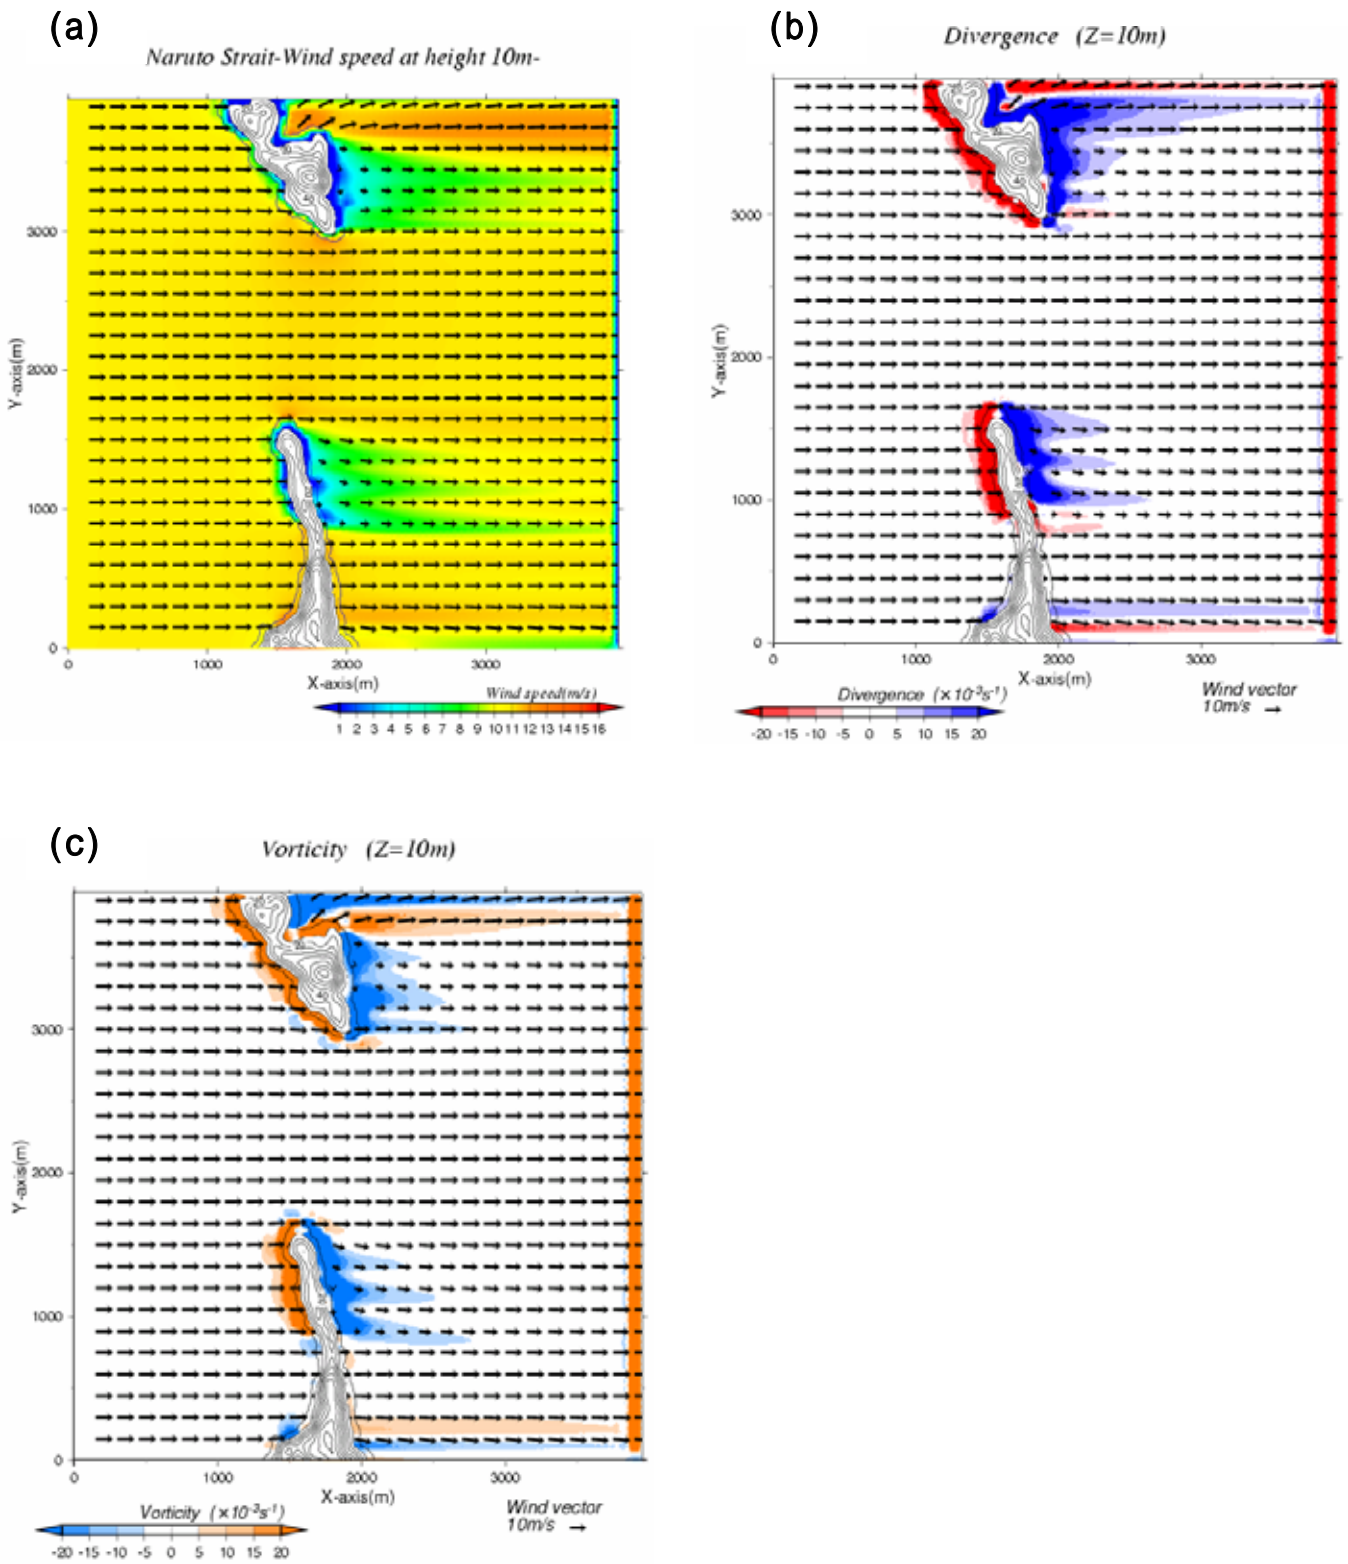 (a)
Naruto Strait-Wind speed at height 10m-
Y-axis(m)
3000
2000
1000
0
0 1000 2000 3000
X-axis(m)
Wind speed(m/s)
1 2 3 4 5 6 7 8 9 10 11 12 13 14 15 16
(b)
Divergence (Z=10m)
Y-axis(m)
3000
2000
1000
0
0 1000 2000 3000
X-axis(m)
Divergence (×10⁻³s⁻¹)
-20 -15 -10 -5 0 5 10 15 20
Wind vector
10m/s
(c)
Vorticity (Z=10m)
Y-axis(m)
3000
2000
1000
0
0 1000 2000 3000
X-axis(m)
Vorticity (×10⁻³s⁻¹)
-20 -15 -10 -5 0 5 10 15 20
Wind vector
10m/s